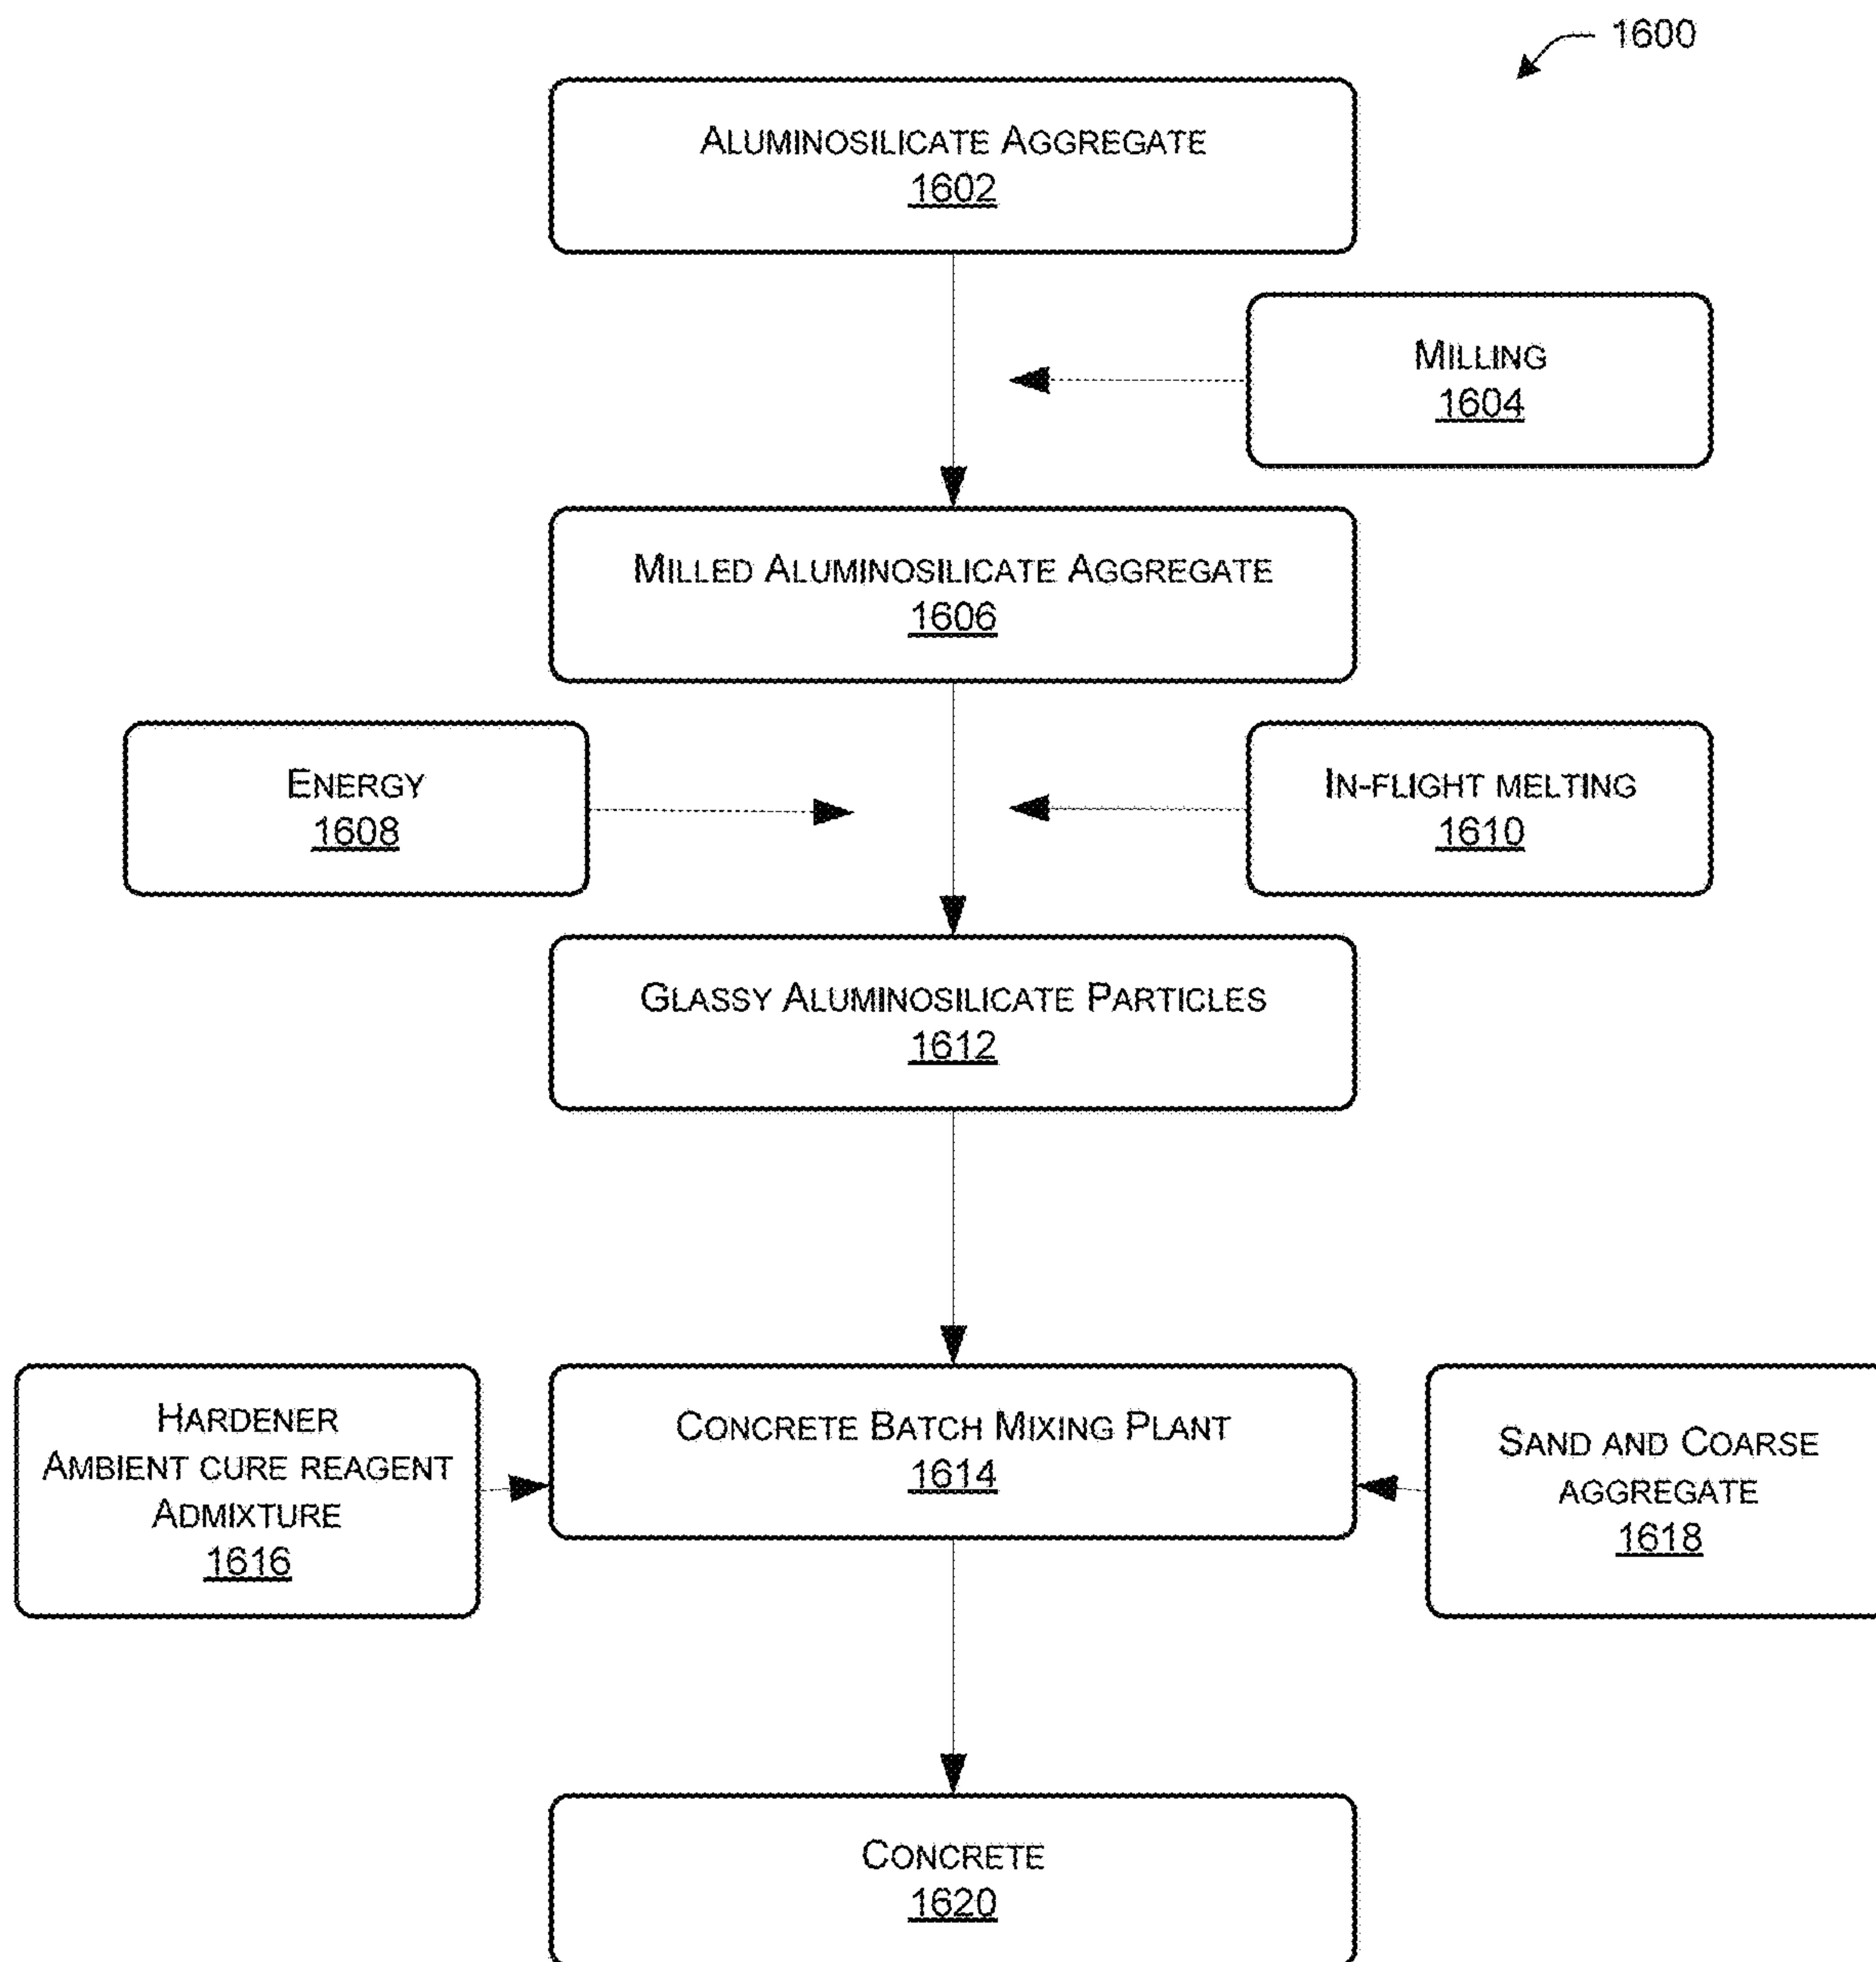 1600
ALUMINOSILICATE AGGREGATE
1602
MILLING
1604
MILLED ALUMINOSILICATE AGGREGATE
1606
ENERGY
1608
IN-FLIGHT MELTING
1610
GLASSY ALUMINOSILICATE PARTICLES
1612
HARDENER
AMBIENT CURE REAGENT
ADMIXTURE
1616
CONCRETE BATCH MIXING PLANT
1614
SAND AND COARSE
AGGREGATE
1618
CONCRETE
1620